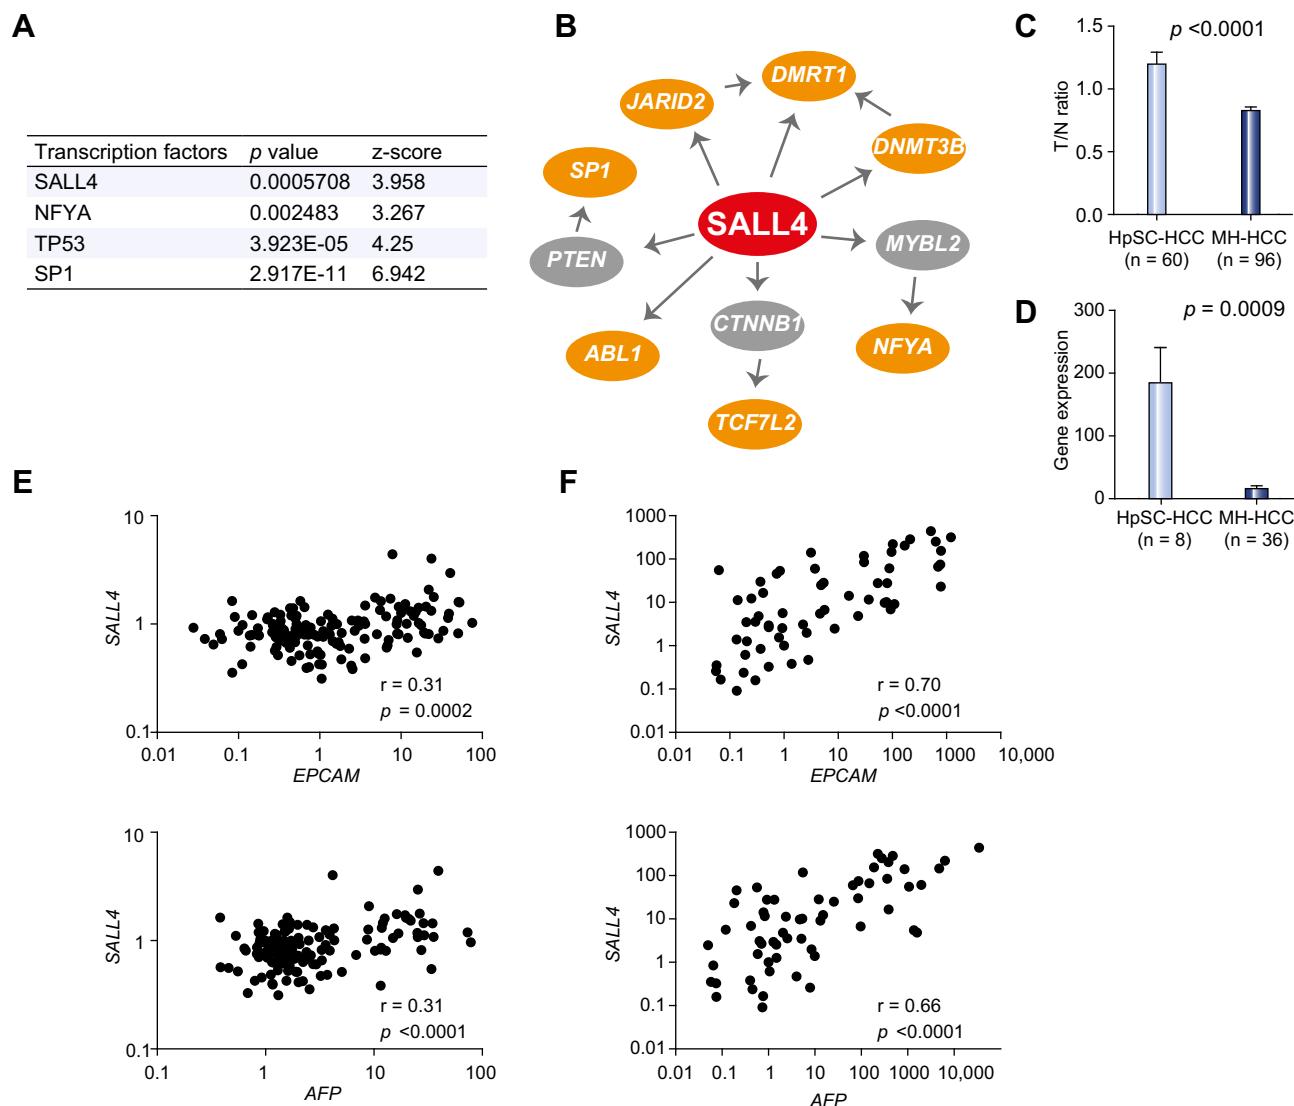 A
Transcription factors p value z-score
SALL4 0.0005708 3.958
NFYA 0.002483 3.267
TP53 3.923E-05 4.25
SP1 2.917E-11 6.942
B
DMRT1
JARID2
DNMT3B
SP1
SALL4
MYBL2
PTEN
CTNNB1
NFYA
ABL1
TCF7L2
C
p <0.0001
T/N ratio
1.5
1.0
0.5
0.0
HpSC-HCC MH-HCC
(n = 60) (n = 96)
D
p = 0.0009
Gene expression
300
200
100
0
HpSC-HCC MH-HCC
(n = 8) (n = 36)
E
SALL4
10
1
0.1
r = 0.31
p = 0.0002
0.01 0.1 1 10 100
EPCAM
SALL4
10
1
0.1
r = 0.31
p <0.0001
0.1 1 10 100
AFP
F
SALL4
1000
100
10
1
0.1
0.01
r = 0.70
p <0.0001
0.01 0.1 1 10 100 1000 10,000
EPCAM
SALL4
1000
100
10
1
0.1
0.01
r = 0.66
p <0.0001
0.01 0.1 1 10 100 1000 10,000
AFP